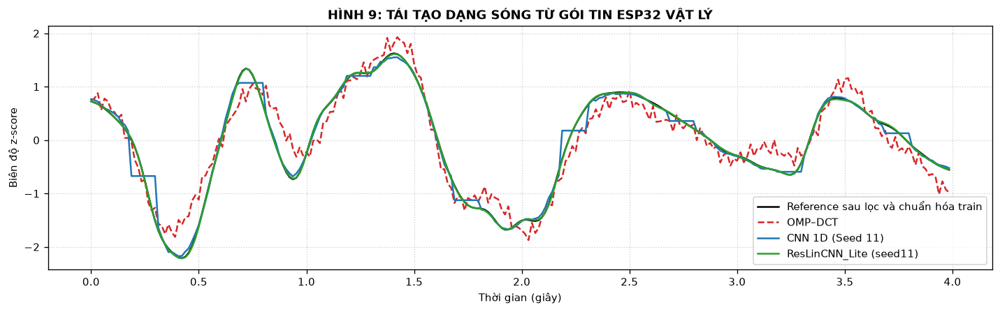 HÌNH 9: TÁI TẠO DẠNG SÓNG TỪ GÓI TIN ESP32 VẬT LÝ
Biên độ z-score
2
1
0
−1
−2
Reference sau lọc và chuẩn hóa train
OMP–DCT
CNN 1D (Seed 11)
ResLinCNN_Lite (seed11)
0.0 0.5 1.0 1.5 2.0 2.5 3.0 3.5 4.0
Thời gian (giây)